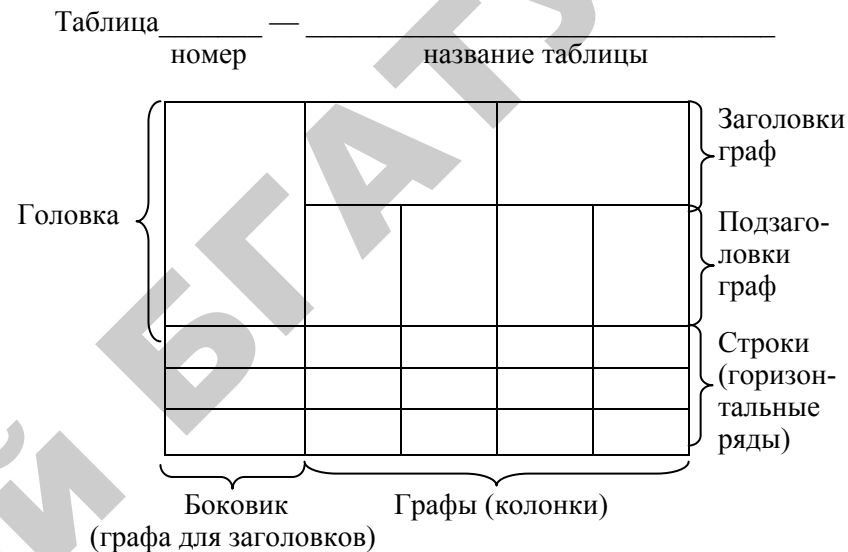 Таблица_______ — ________________________________
номер название таблицы
Заголовки
граф
Головка
Подзаго-
ловки
граф
Строки
(горизон-
тальные
ряды)
Боковик
(графа для заголовков)
Графы (колонки)
Й БГАТУ